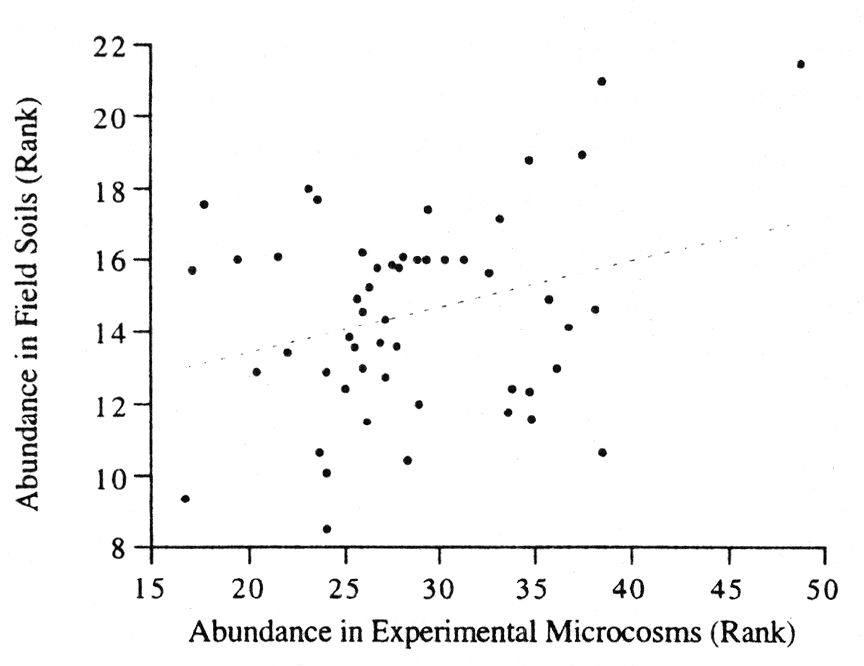 Abundance in Field Soils (Rank)
22
20
18
16
14
12
10
8
15 20 25 30 35 40 45 50
Abundance in Experimental Microcosms (Rank)